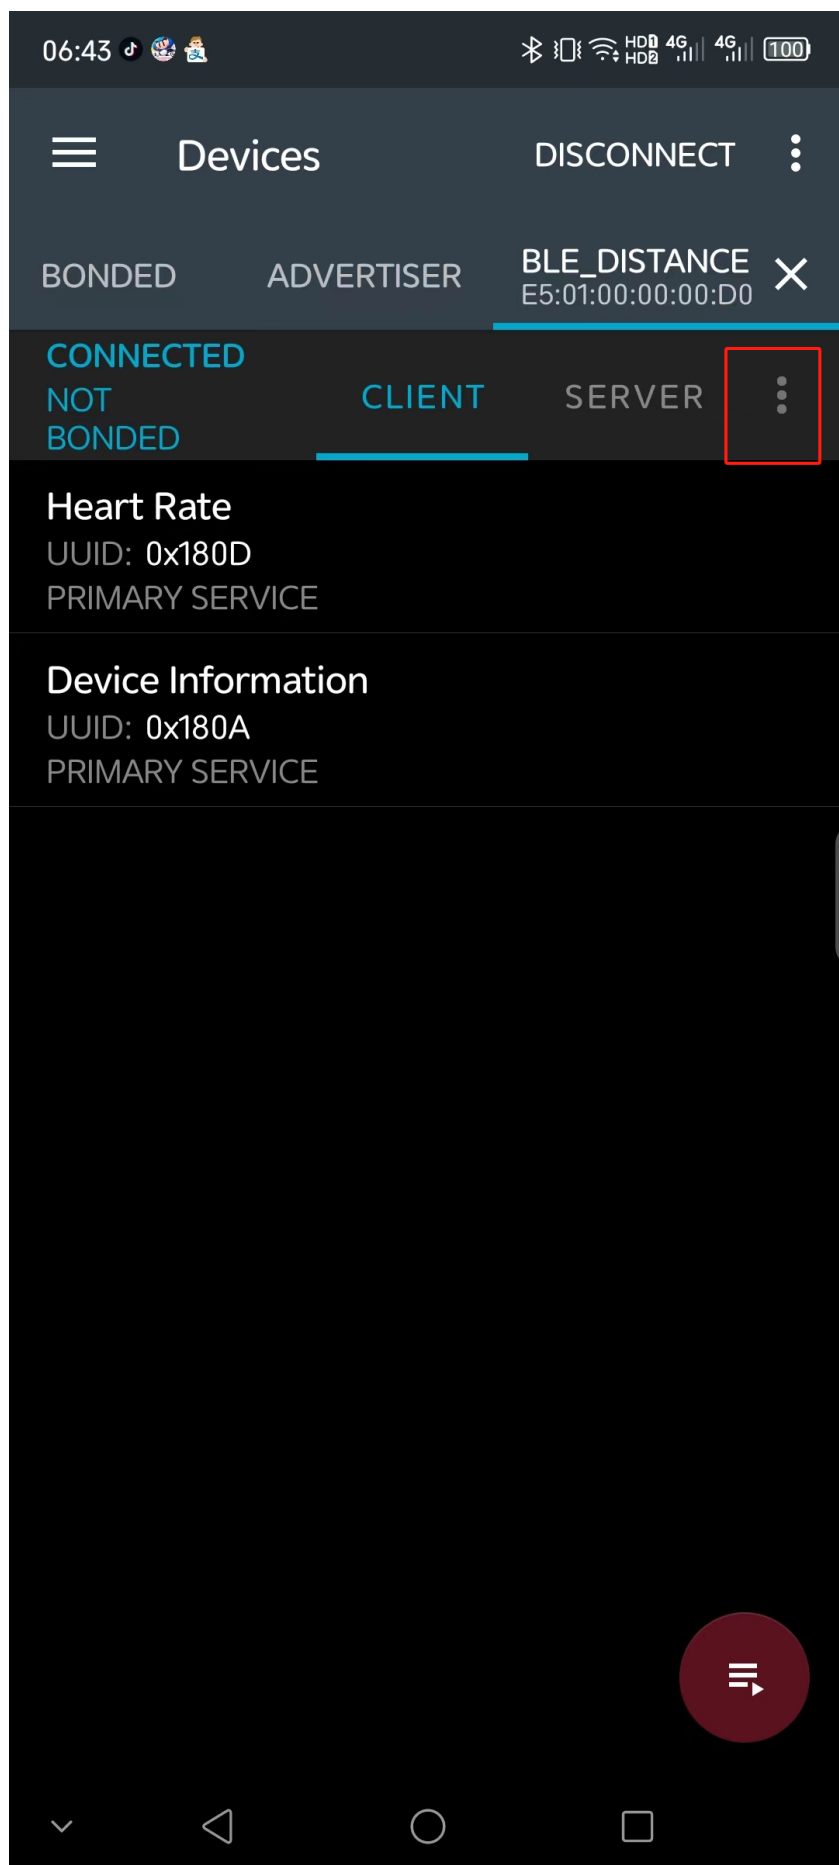 06:43
HD1
HD2
4G
4G
100
Devices
DISCONNECT
BONDED
ADVERTISER
BLE_DISTANCE
E5:01:00:00:00:D0
CONNECTED
NOT
BONDED
CLIENT
SERVER
Heart Rate
UUID: 0x180D
PRIMARY SERVICE
Device Information
UUID: 0x180A
PRIMARY SERVICE